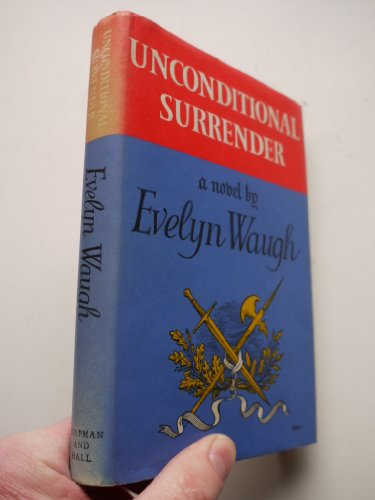 UNCONDITIONAL
SURRENDER
a novel by
Evelyn Waugh
UNCONDITIONAL
SURRENDER
Evelyn Waugh
CHAPMAN
AND
HALL